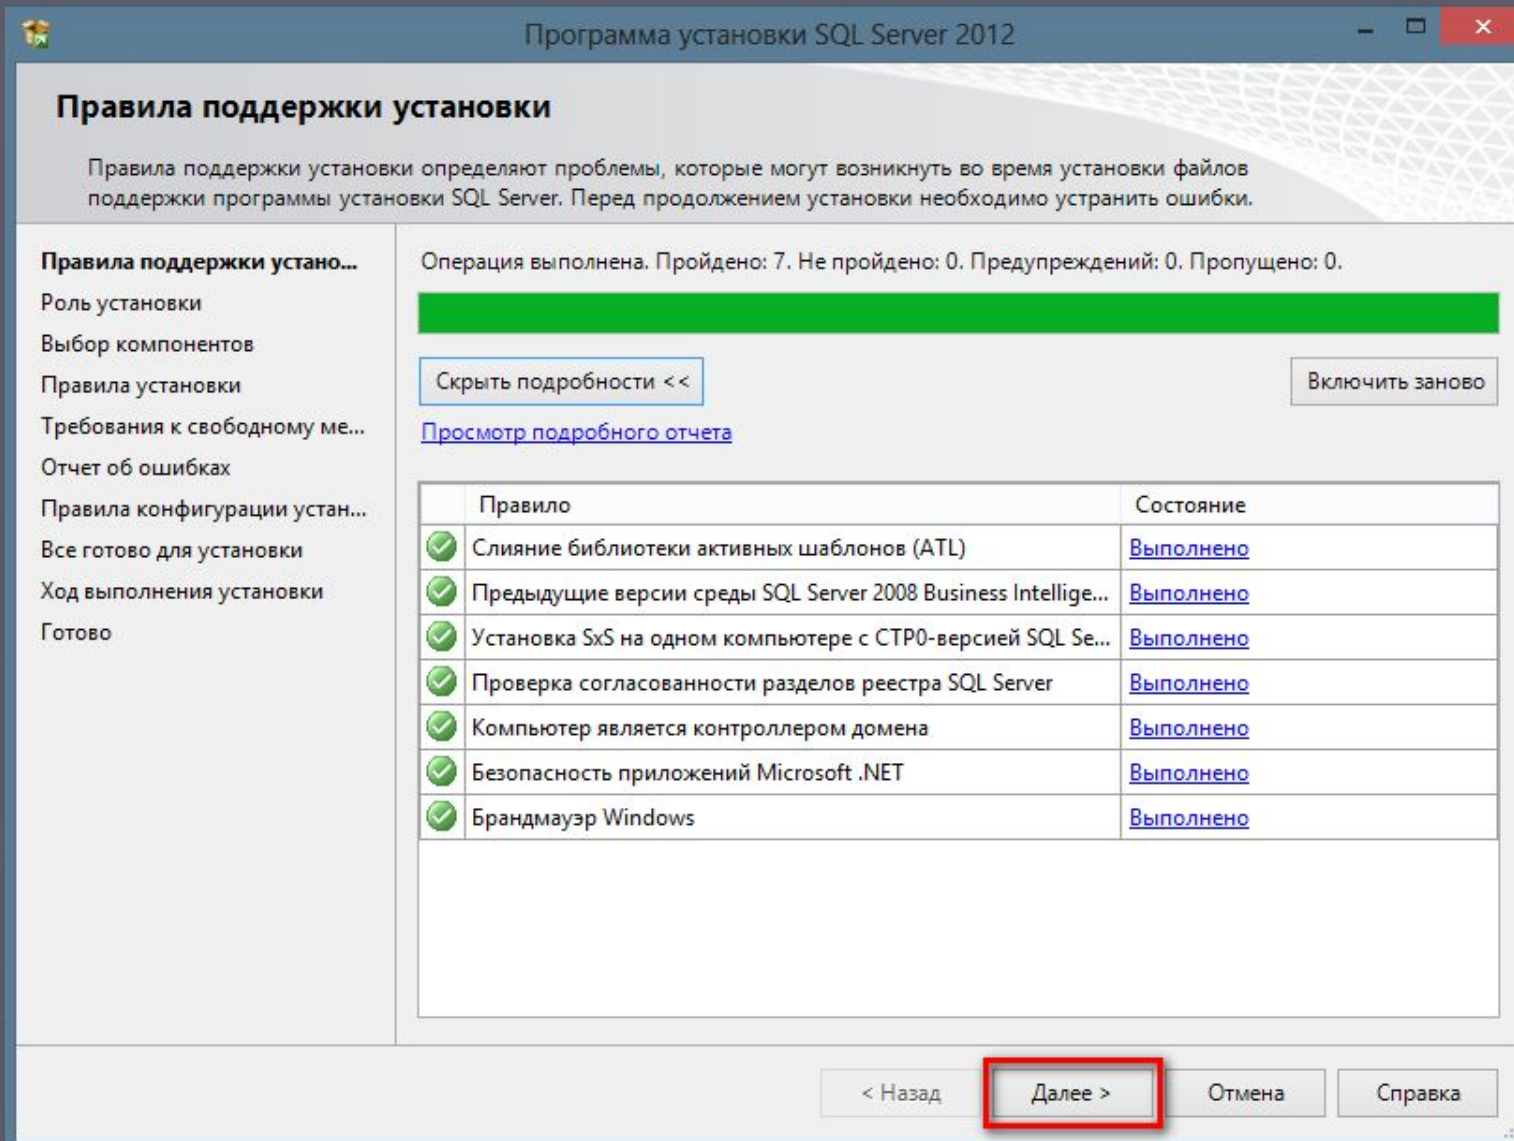 Программа установки SQL Server 2012
Правила поддержки установки
Правила поддержки установки определяют проблемы, которые могут возникнуть во время установки файлов
поддержки программы установки SQL Server. Перед продолжением установки необходимо устранить ошибки.
Правила поддержки устано...
Роль установки
Выбор компонентов
Правила установки
Требования к свободному ме...
Отчет об ошибках
Правила конфигурации устан...
Все готово для установки
Ход выполнения установки
Готово
Операция выполнена. Пройдено: 7. Не пройдено: 0. Предупреждений: 0. Пропущено: 0.
Скрыть подробности <<
Включить заново
Просмотр подробного отчета
Правило Состояние
Слияние библиотеки активных шаблонов (ATL) Выполнено
Предыдущие версии среды SQL Server 2008 Business Intellige... Выполнено
Установка SxS на одном компьютере с CTP0-версией SQL Se... Выполнено
Проверка согласованности разделов реестра SQL Server Выполнено
Компьютер является контроллером домена Выполнено
Безопасность приложений Microsoft .NET Выполнено
Брандмауэр Windows Выполнено
< Назад Далее > Отмена Справка